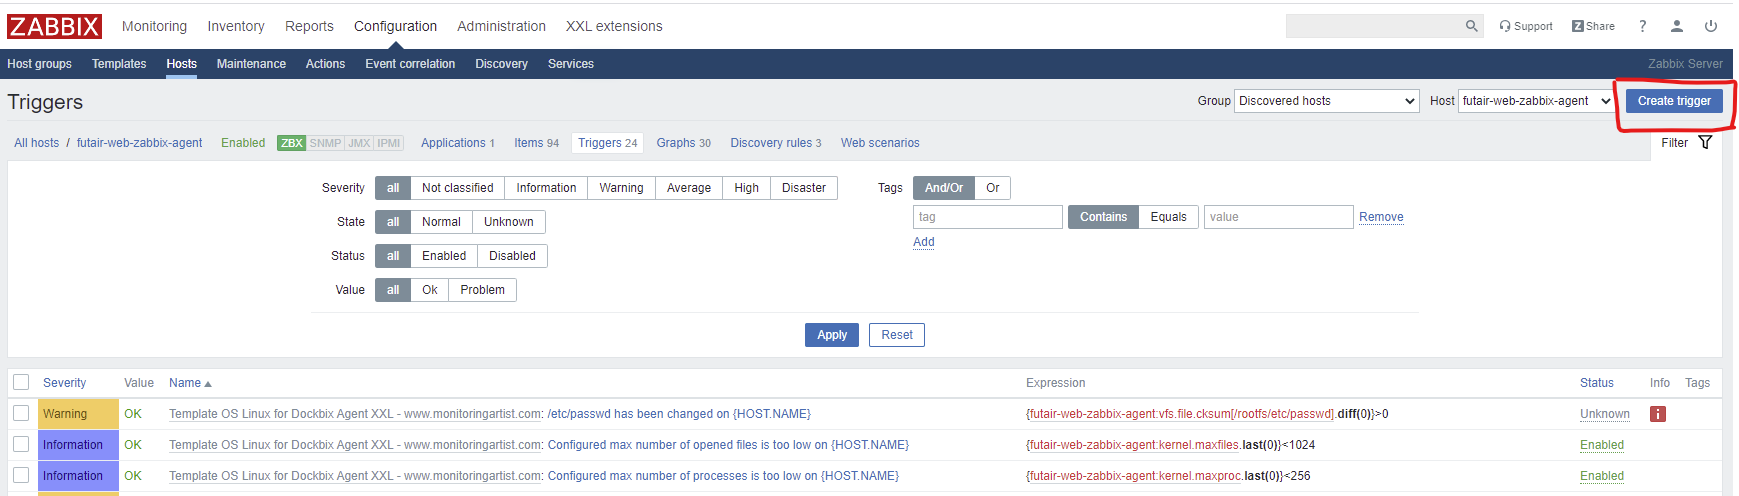 ZABBIX Monitoring Inventory Reports Configuration Administration XXL extensions Support Z Share ?
Host groups Templates Hosts Maintenance Actions Event correlation Discovery Services Zabbix Server
Triggers Group Discovered hosts Host futair-web-zabbix-agent Create trigger
All hosts / futair-web-zabbix-agent Enabled ZBX SNMP JMX IPMI Applications 1 Items 94 Triggers 24 Graphs 30 Discovery rules 3 Web scenarios Filter
Severity all Not classified Information Warning Average High Disaster Tags And/Or Or
State all Normal Unknown tag Contains Equals value Remove
Add
Status all Enabled Disabled
Value all Ok Problem
Apply Reset
Severity Value Name Expression Status Info Tags
Warning OK Template OS Linux for Dockbix Agent XXL - www.monitoringartist.com: /etc/passwd has been changed on {HOST.NAME} {futair-web-zabbix-agent:vfs.file.cksum[/rootfs/etc/passwd].diff(0)}>0 Unknown i
Information OK Template OS Linux for Dockbix Agent XXL - www.monitoringartist.com: Configured max number of opened files is too low on {HOST.NAME} {futair-web-zabbix-agent:kernel.maxfiles.last(0)}<1024 Enabled
Information OK Template OS Linux for Dockbix Agent XXL - www.monitoringartist.com: Configured max number of processes is too low on {HOST.NAME} {futair-web-zabbix-agent:kernel.maxproc.last(0)}<256 Enabled